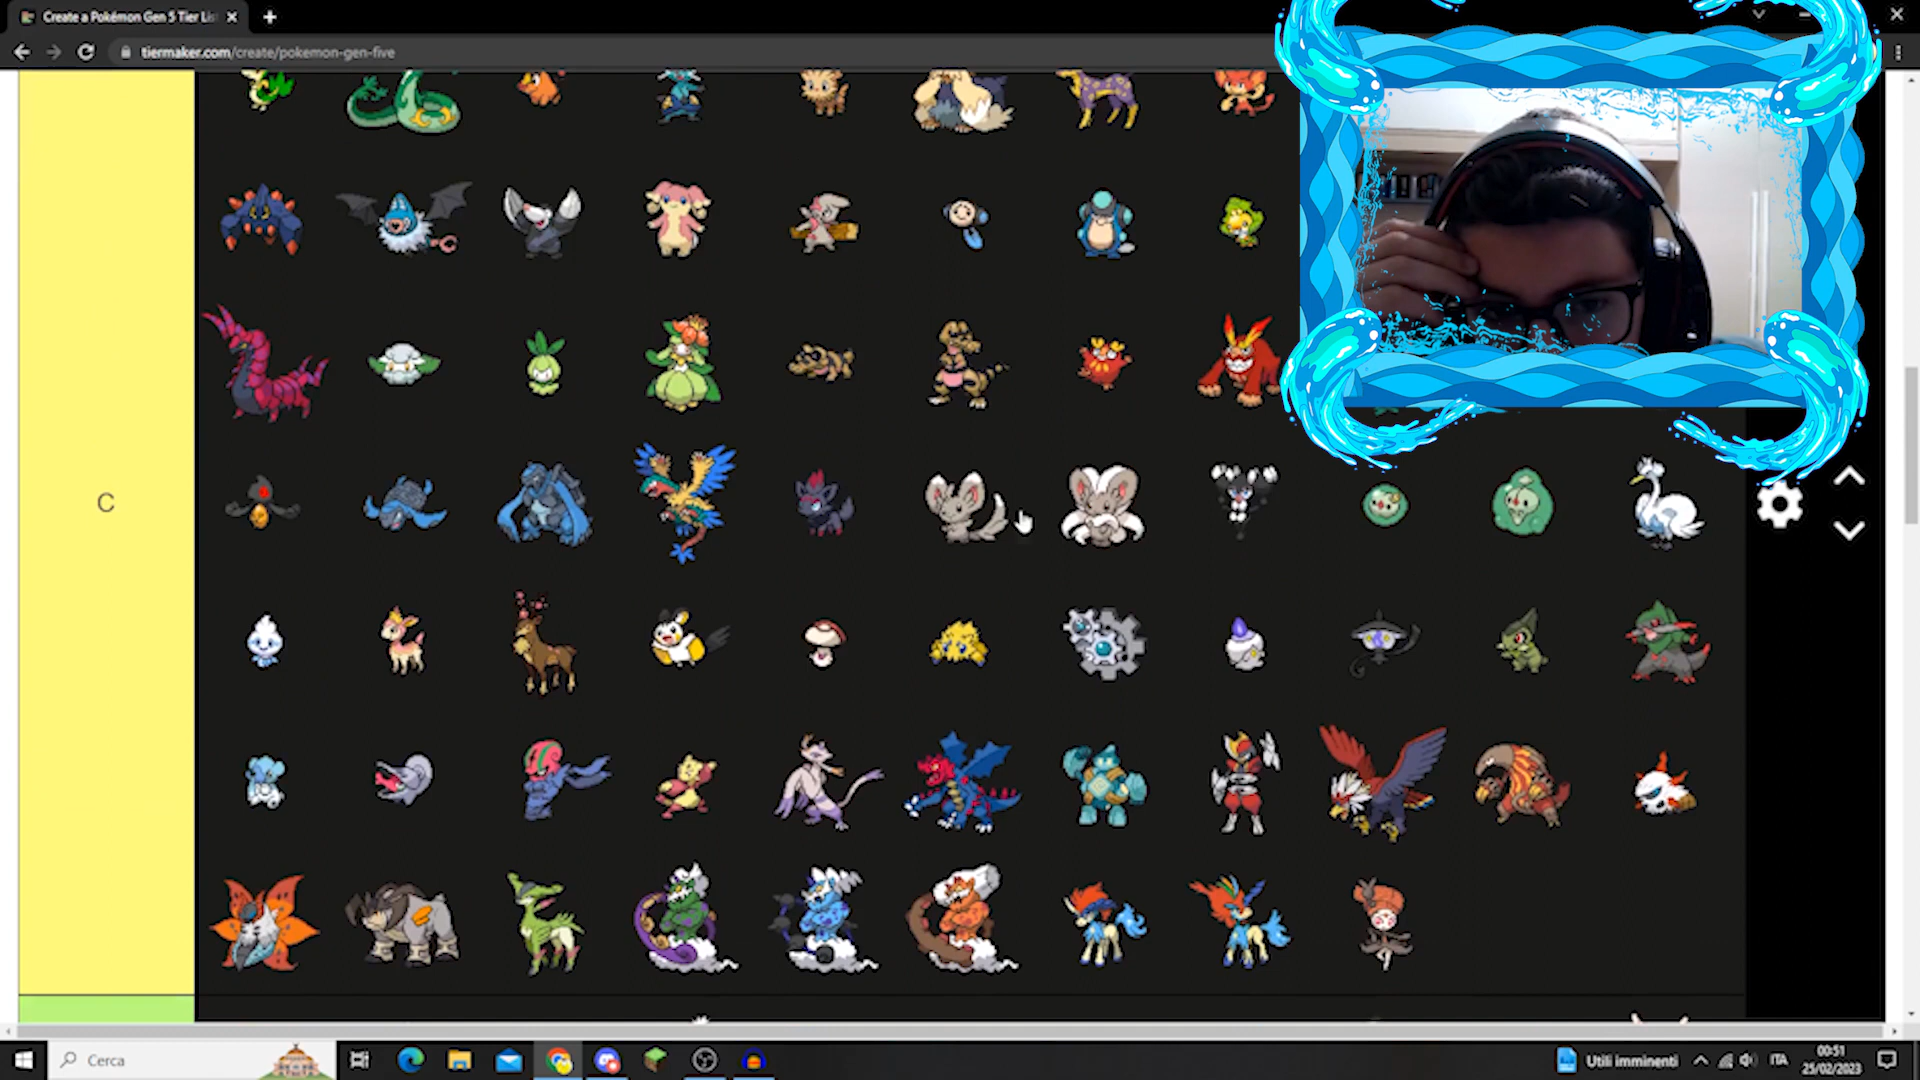 Create a Pokémon Gen 5 Tier Lis
tiermaker.com/create/pokemon-gen-five
C
Cerca
Utili imminenti
ITA
00:51
25/02/2023